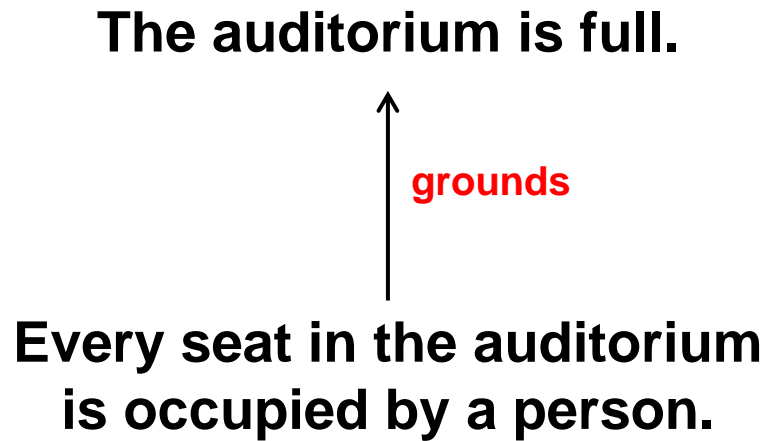 The auditorium is full.
grounds
Every seat in the auditorium
is occupied by a person.